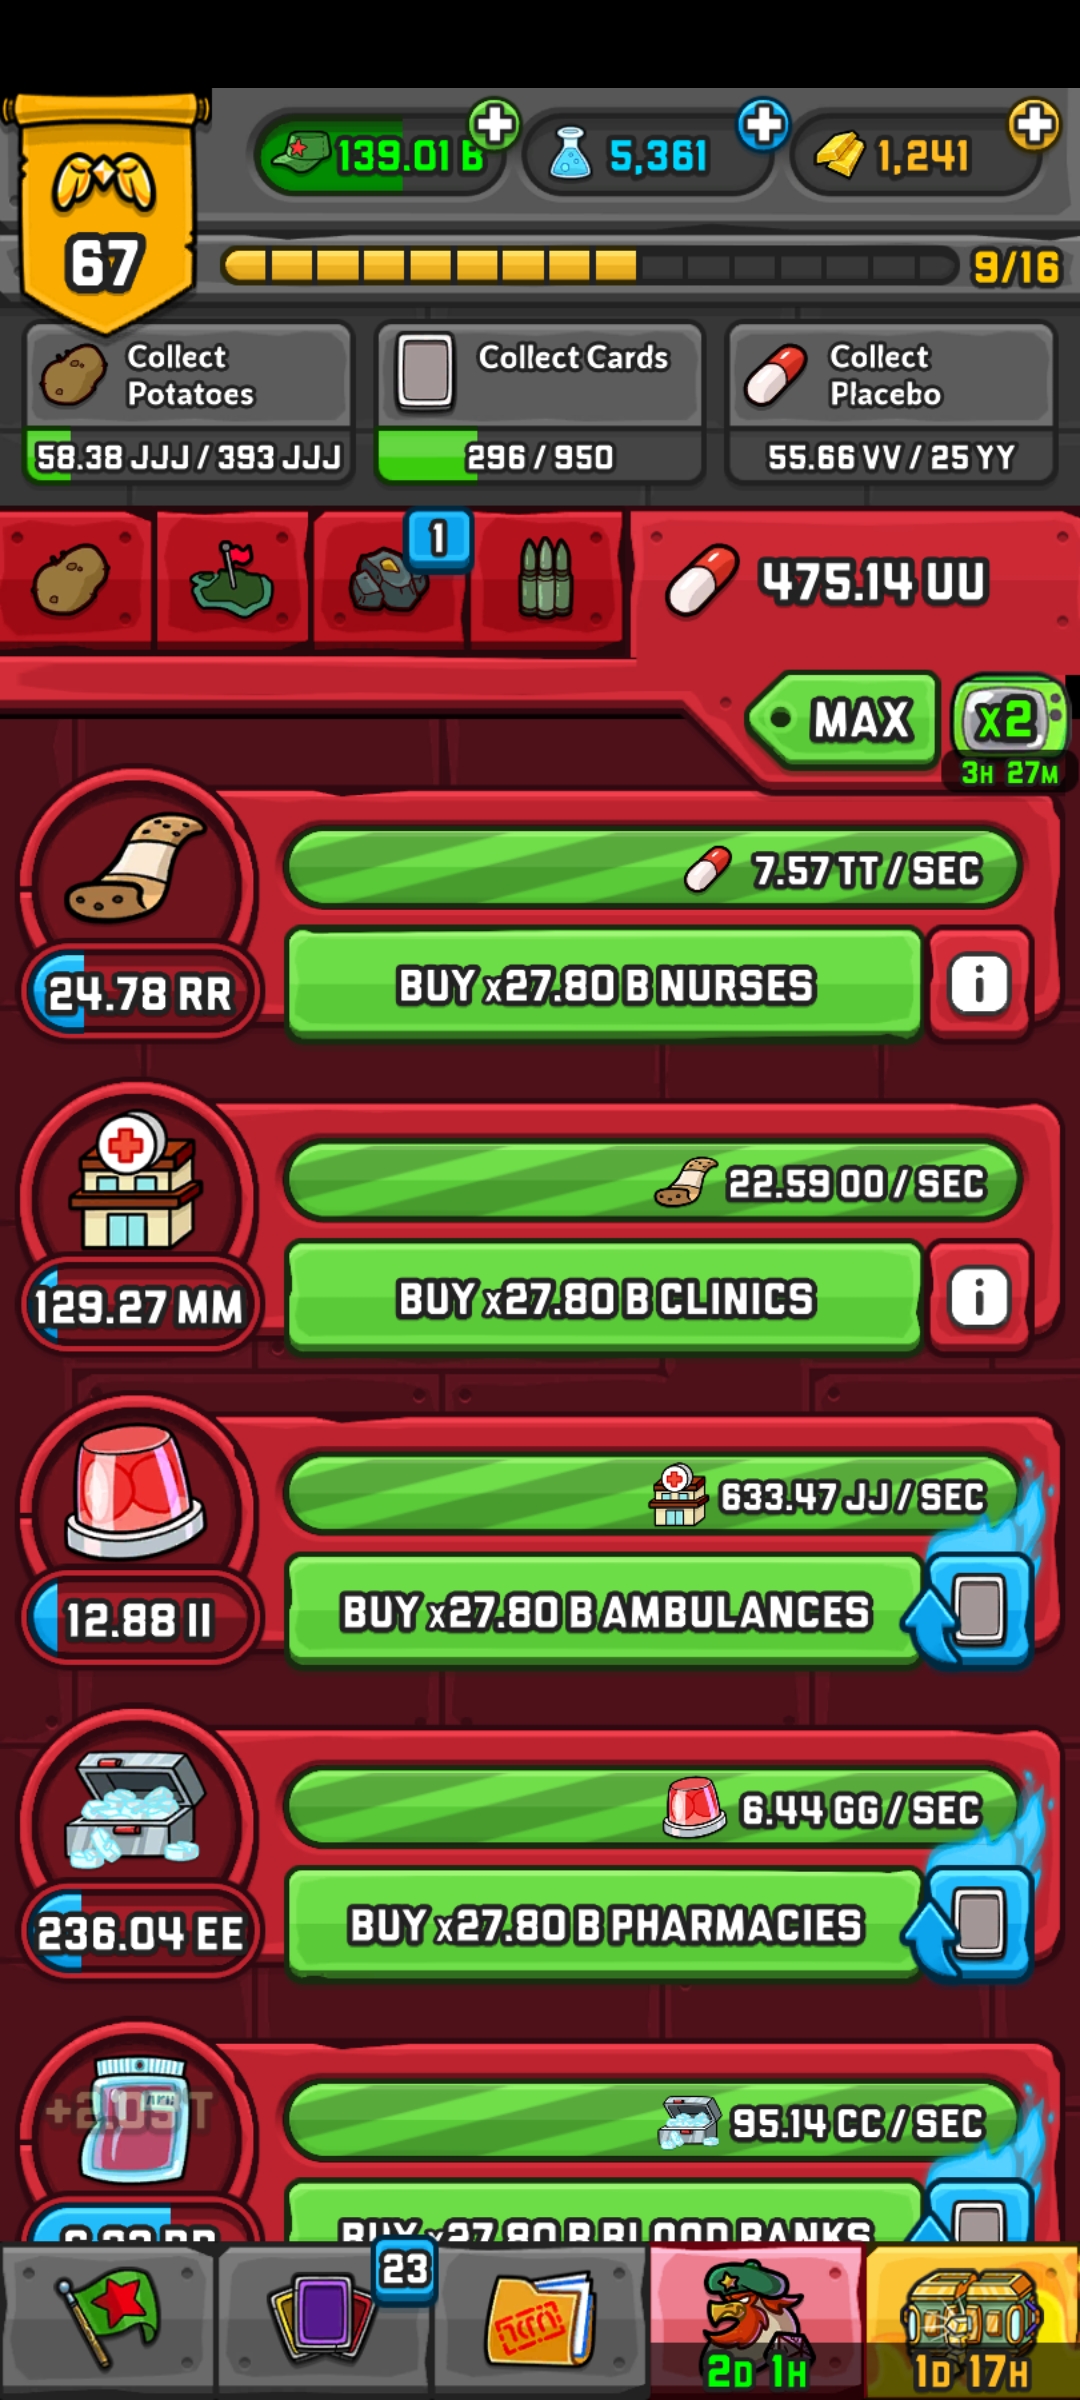 139.01 B
5,361
1,241
67
9/16
Collect Potatoes
58.38 JJJ / 393 JJJ
Collect Cards
296 / 950
Collect Placebo
55.66 VV / 25 YY
1
475.14 UU
MAX
x2
3H 27M
7.57 TT / SEC
24.78 RR
BUY x27.80 B NURSES
i
22.59 OO / SEC
129.27 MM
BUY x27.80 B CLINICS
i
633.47 JJ / SEC
12.88 II
BUY x27.80 B AMBULANCES
6.44 GG / SEC
236.04 EE
BUY x27.80 B PHARMACIES
95.14 CC / SEC
BUY x27.80 B BLOOD BANKS
23
2D 1H
1D 17H